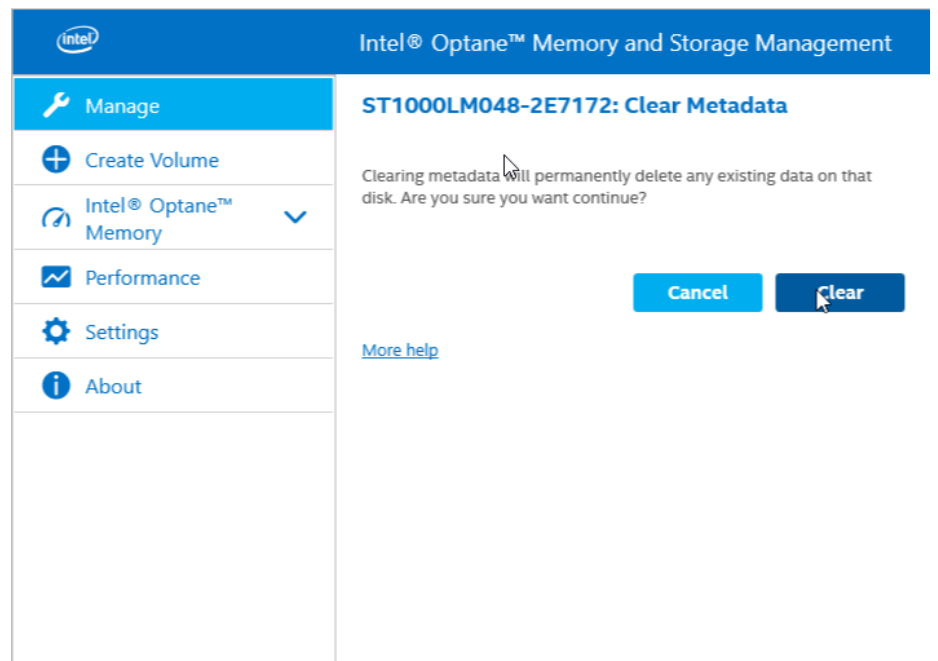 intel
Intel® Optane™ Memory and Storage Management
Manage
Create Volume
Intel® Optane™
Memory
Performance
Settings
About
ST1000LM048-2E7172: Clear Metadata
Clearing metadata will permanently delete any existing data on that
disk. Are you sure you want continue?
Cancel
Clear
More help